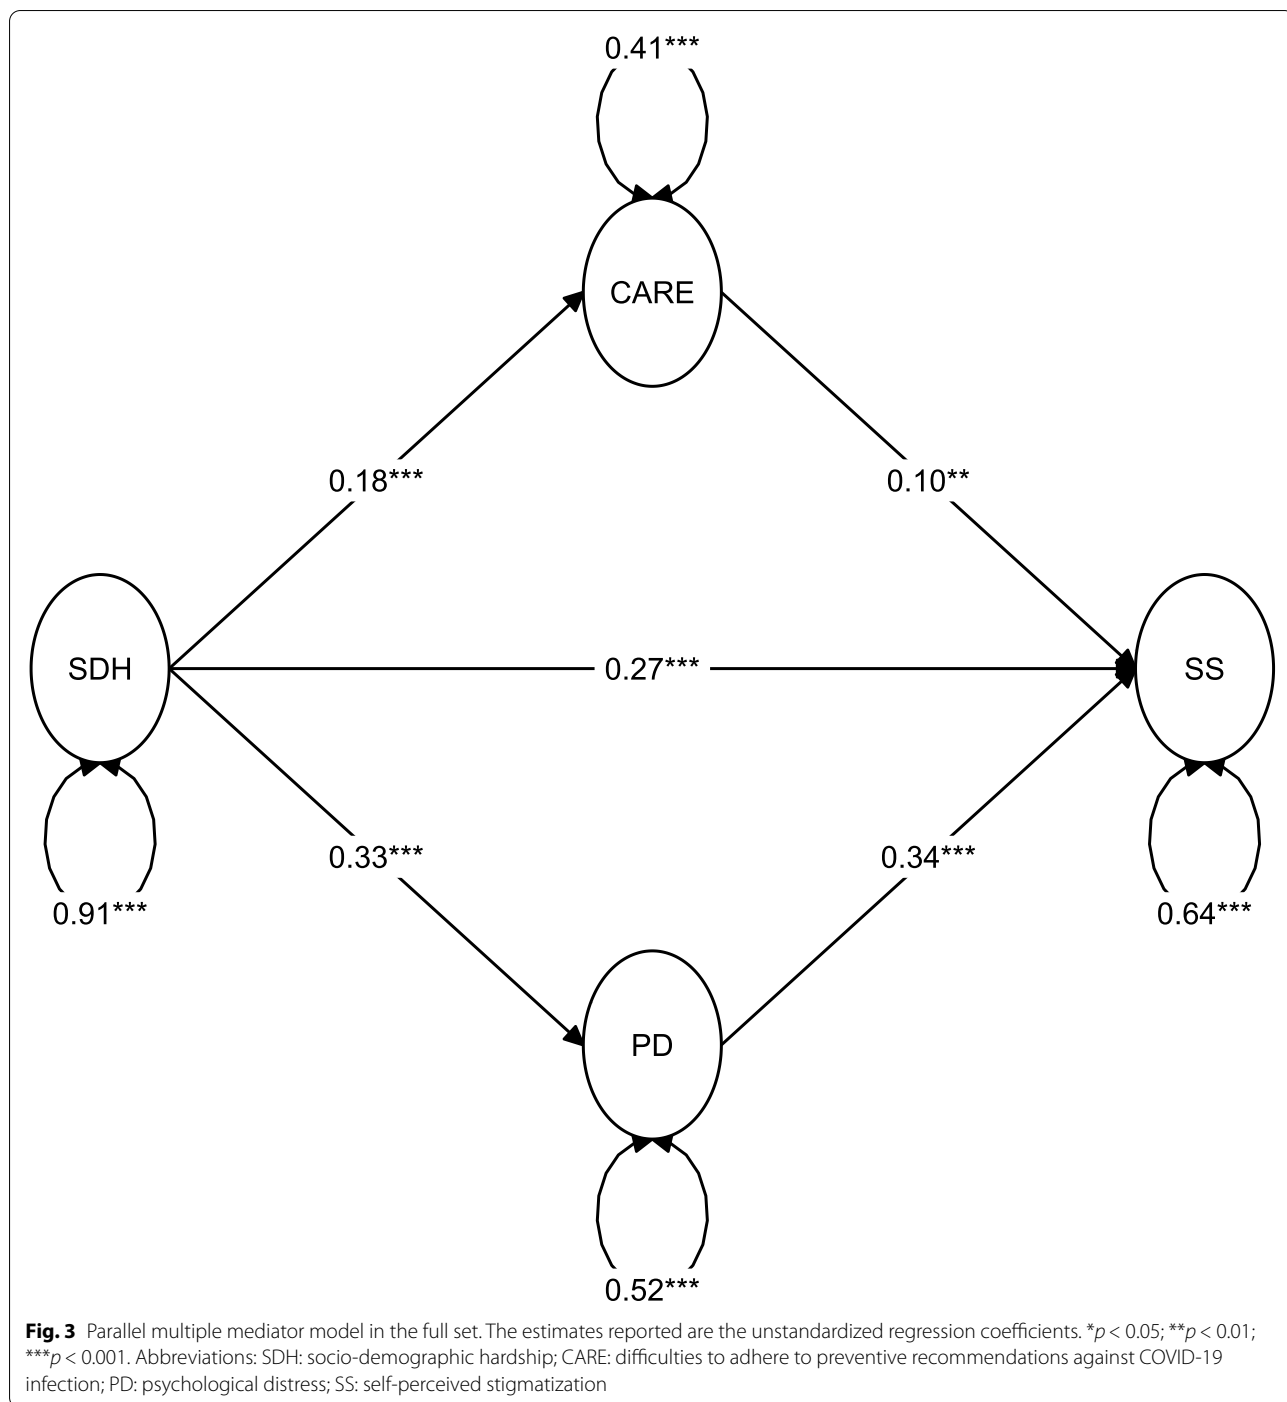 0.41***
CARE
0.18***
0.10**
SDH
0.27***
SS
0.33***
0.34***
0.91***
0.64***
PD
0.52***
Fig. 3 Parallel multiple mediator model in the full set. The estimates reported are the unstandardized regression coefficients. *p < 0.05; **p < 0.01;
***p < 0.001. Abbreviations: SDH: socio-demographic hardship; CARE: difficulties to adhere to preventive recommendations against COVID-19
infection; PD: psychological distress; SS: self-perceived stigmatization